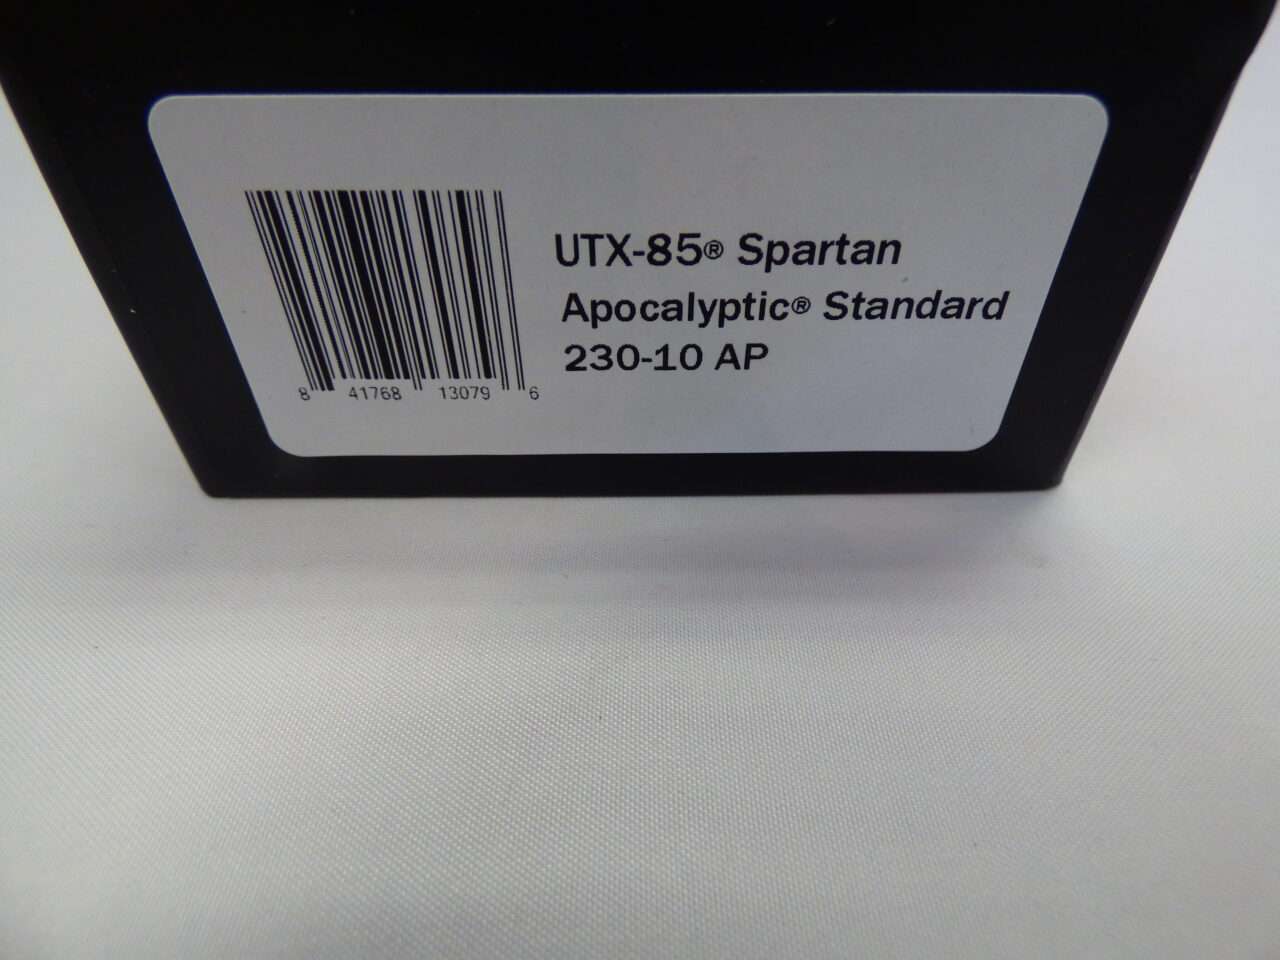 UTX-85® Spartan
Apocalyptic® Standard
230-10 AP
8 41768 13079 6